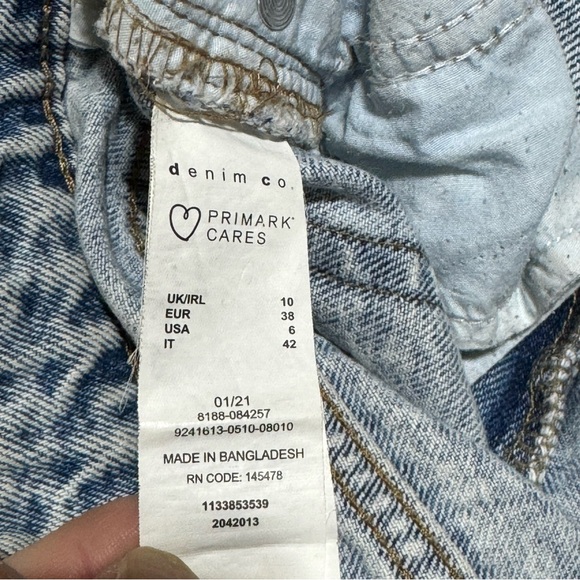 denim co.
PRIMARK®
CARES
UK/IRL 10
EUR 38
USA 6
IT 42
01/21
8188-084257
9241613-0510-08010
MADE IN BANGLADESH
RN CODE: 145478
1133853539
2042013